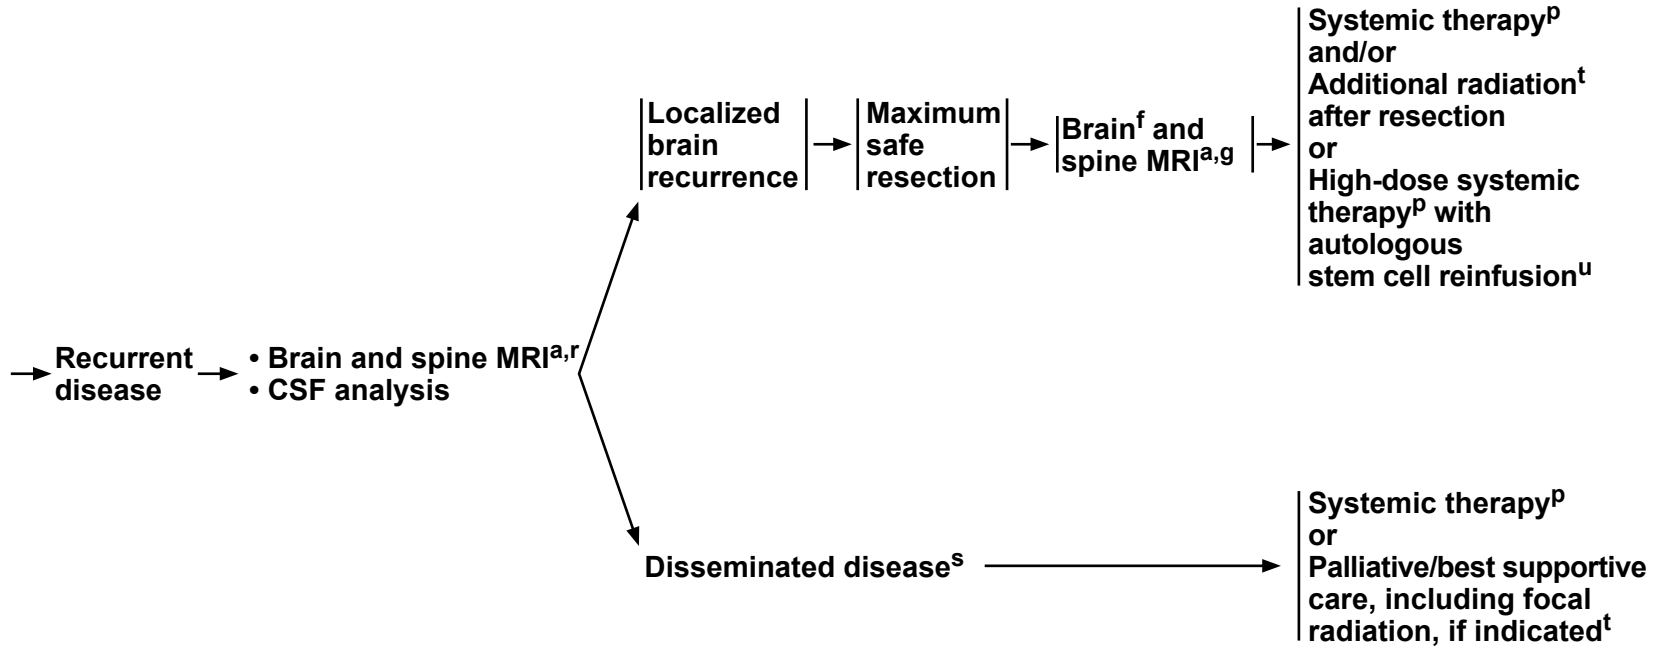 Recurrent
disease
• Brain and spine MRIa,r
• CSF analysis
Localized
brain
recurrence
Maximum
safe
resection
Brainf and
spine MRIa,g
Systemic therapyp
and/or
Additional radiationt
after resection
or
High-dose systemic
therapyp with
autologous
stem cell reinfusionu
Disseminated diseases
Systemic therapyp
or
Palliative/best supportive
care, including focal
radiation, if indicatedt